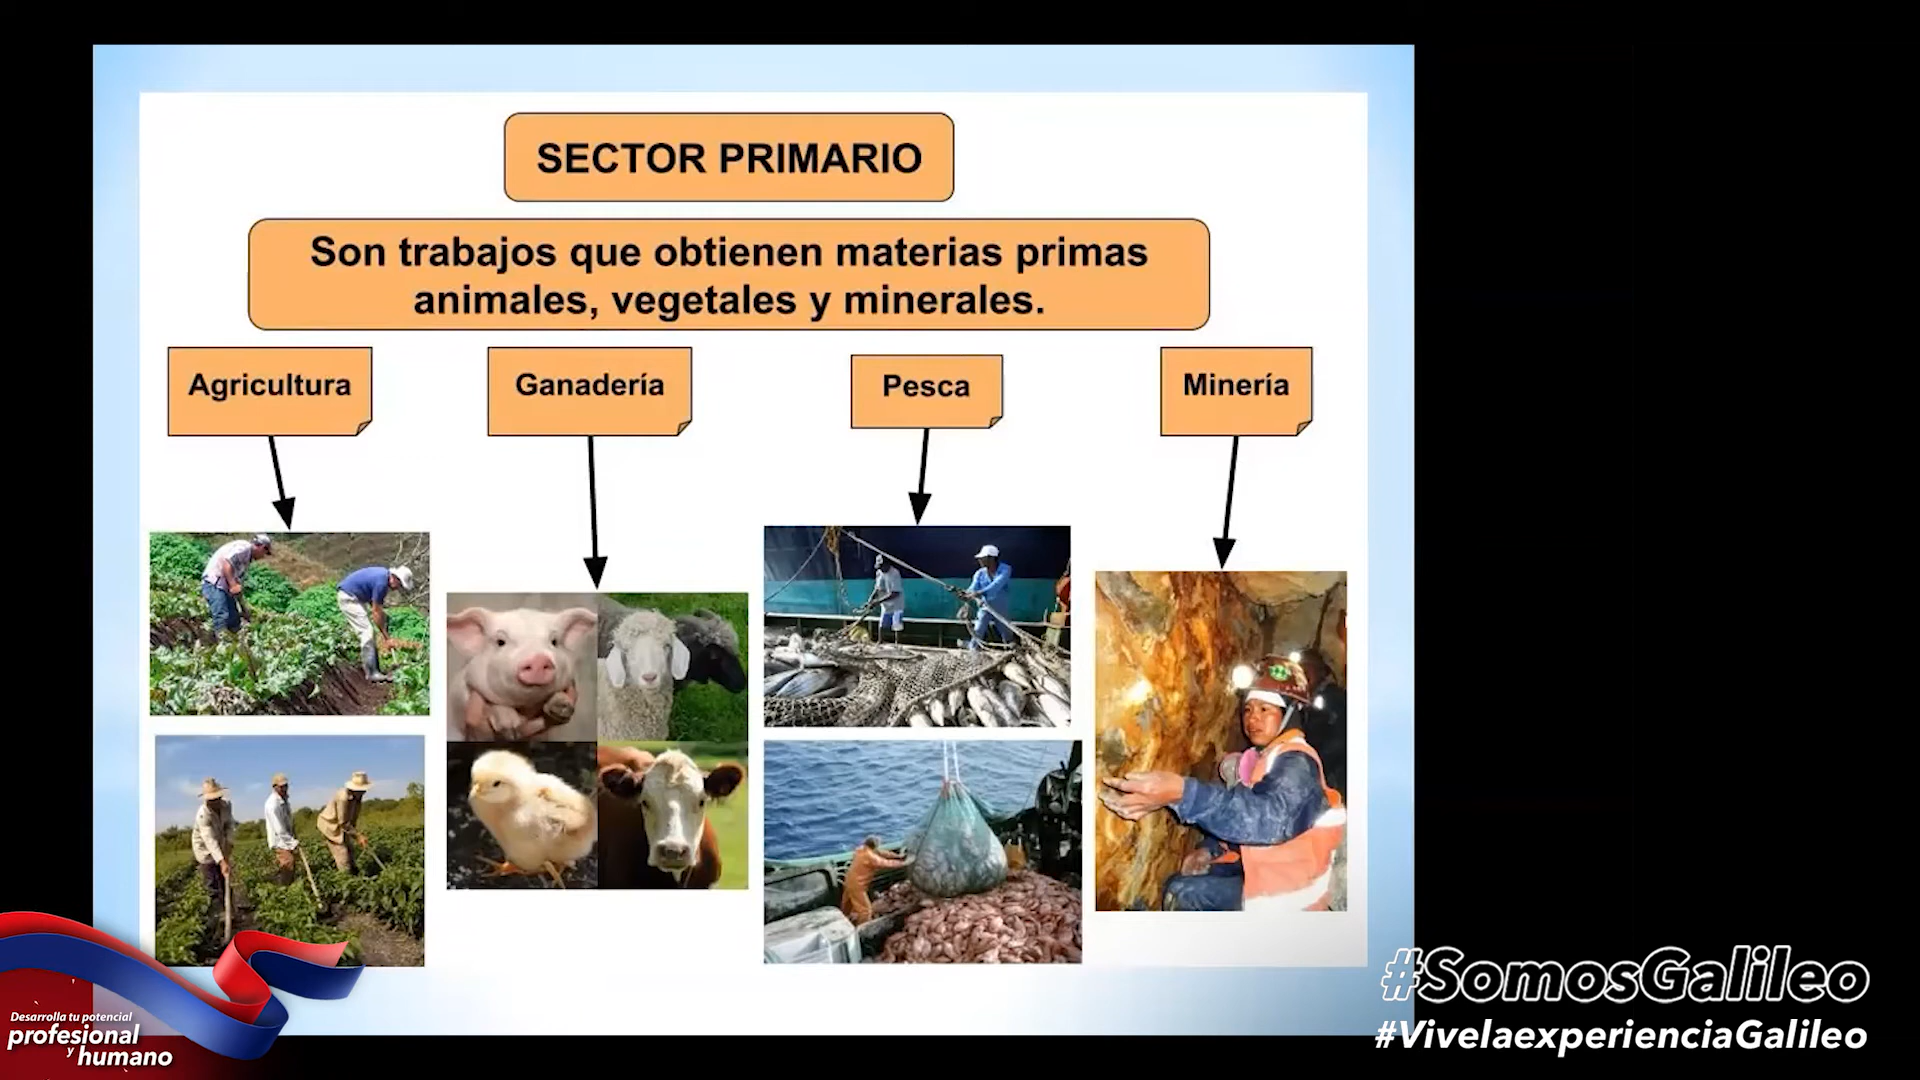 SECTOR PRIMARIO
Son trabajos que obtienen materias primas
animales, vegetales y minerales.
Agricultura
Ganadería
Pesca
Minería
Desarrolla tu potencial
profesional
y humano
#SomosGalileo
#VivelaexperienciaGalileo